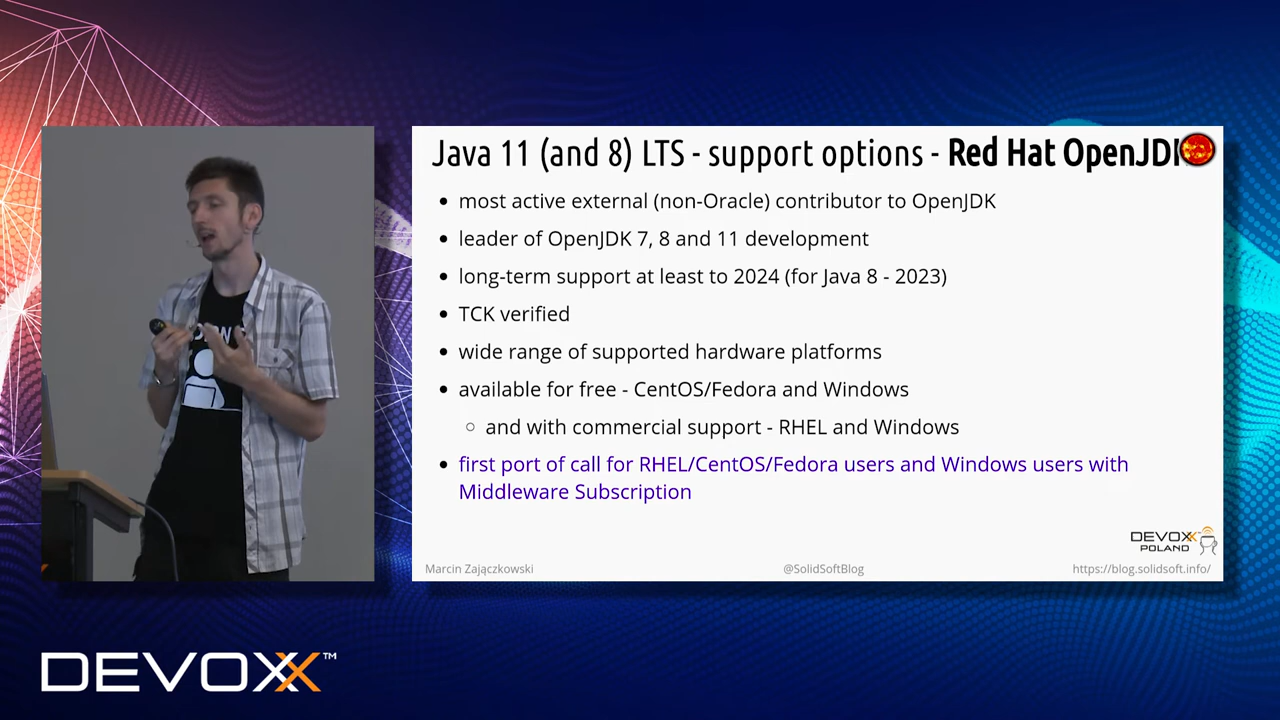 Java 11 (and 8) LTS - support options - Red Hat OpenJDK
most active external (non-Oracle) contributor to OpenJDK
leader of OpenJDK 7, 8 and 11 development
long-term support at least to 2024 (for Java 8 - 2023)
TCK verified
wide range of supported hardware platforms
available for free - CentOS/Fedora and Windows
and with commercial support - RHEL and Windows
first port of call for RHEL/CentOS/Fedora users and Windows users with
Middleware Subscription
DEVOXX™
POLAND
Marcin Zajączkowski
@SolidSoftBlog
https://blog.solidsoft.info/
DEVOXX™